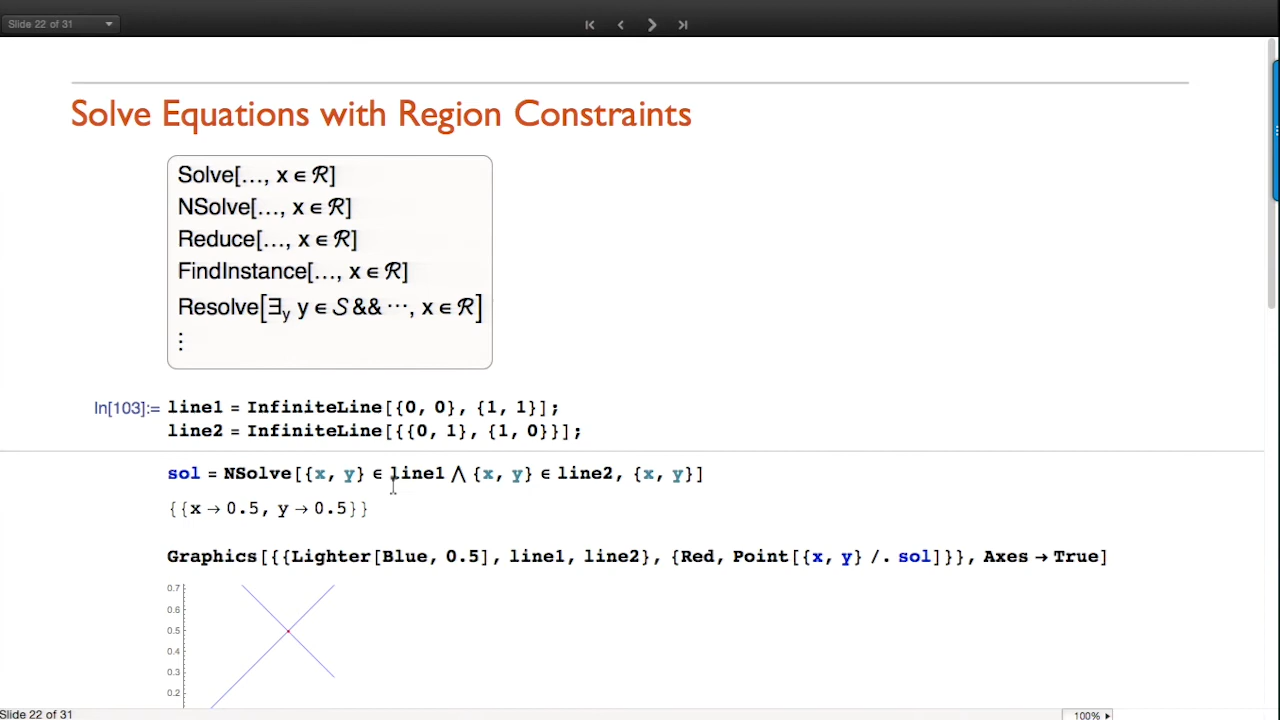 Slide 22 of 31
Solve Equations with Region Constraints
Solve[..., x ∈ ℛ]
NSolve[..., x ∈ ℛ]
Reduce[..., x ∈ ℛ]
FindInstance[..., x ∈ ℛ]
Resolve[∃y y ∈ 𝒮 && ⋯, x ∈ ℛ]
⋮
In[103]:= line1 = InfiniteLine[{0, 0}, {1, 1}];
line2 = InfiniteLine[{{0, 1}, {1, 0}}];
sol = NSolve[{x, y} ∈ line1 ⋀ {x, y} ∈ line2, {x, y}]
{{x → 0.5, y → 0.5}}
Graphics[{{Lighter[Blue, 0.5], line1, line2}, {Red, Point[{x, y} /. sol]}}, Axes → True]
0.7
0.6
0.5
0.4
0.3
0.2
Slide 22 of 31
100%